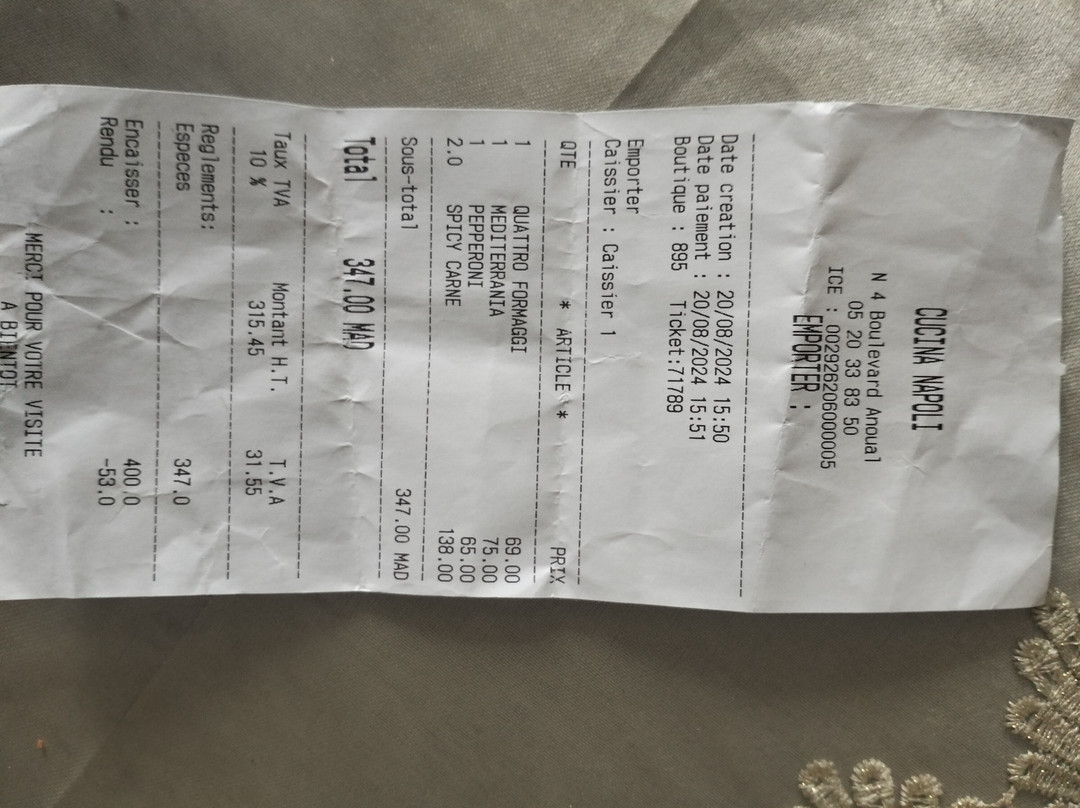 CUCINA NAPOLI
N 4 Boulevard Anoual
05 20 33 83 50
ICE : 002926206000005
EMPORTER :
Date creation : 20/08/2024 15:50
Date paiement : 20/08/2024 15:51
Boutique : 895 Ticket:71789
Emporter
Caissier : Caissier 1
QTE * ARTICLE * PRIX
1 QUATTRO FORMAGGI 69.00
1 MEDITERRANIA 75.00
1 PEPPERONI 65.00
2.0 SPICY CARNE 138.00
Sous-total 347.00 MAD
Total 347.00 MAD
Taux TVA Montant H.T. T.V.A
10 % 315.45 31.55
Reglements:
Especes 347.0
Encaisser : 400.0
Rendu : -53.0
MERCI POUR VOTRE VISITE
A BIENTOT